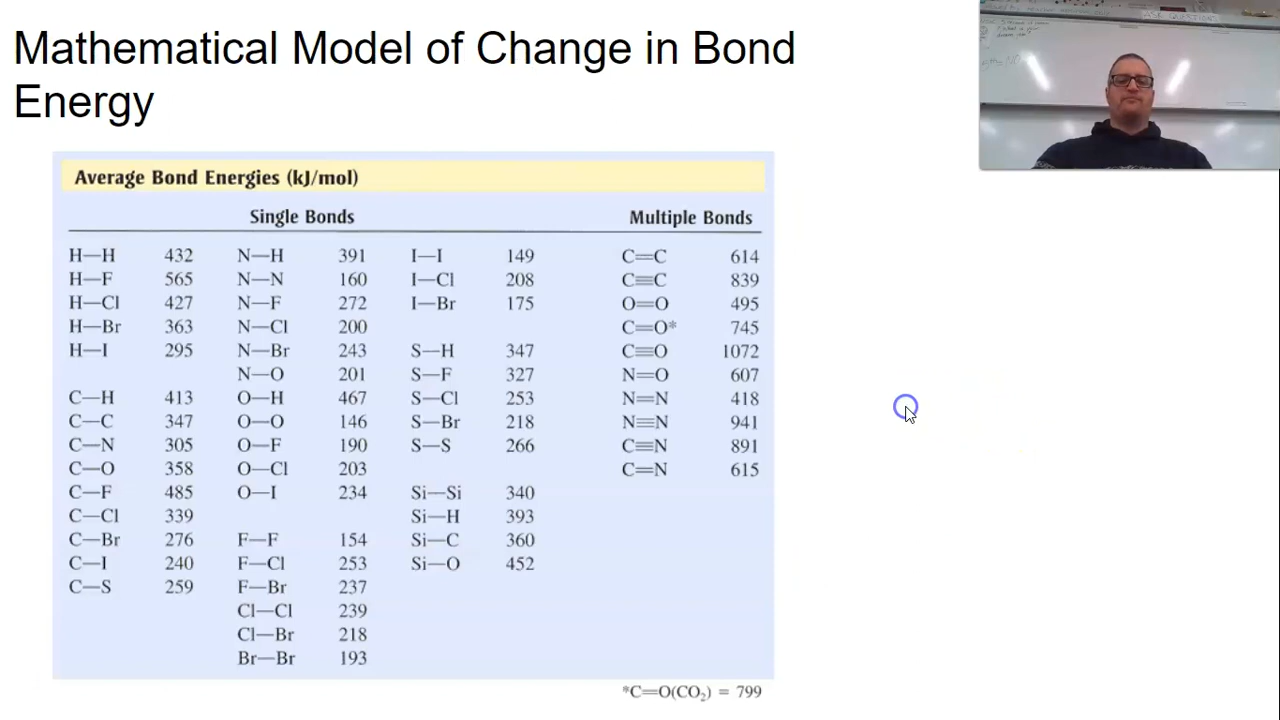 Mathematical Model of Change in Bond
Energy
ASK QUESTIONS
Average Bond Energies (kJ/mol)
Single Bonds Multiple Bonds
H—H 432 N—H 391 I—I 149 C=C 614
H—F 565 N—N 160 I—Cl 208 C≡C 839
H—Cl 427 N—F 272 I—Br 175 O=O 495
H—Br 363 N—Cl 200 C=O* 745
H—I 295 N—Br 243 S—H 347 C≡O 1072
N—O 201 S—F 327 N=O 607
C—H 413 O—H 467 S—Cl 253 N=N 418
C—C 347 O—O 146 S—Br 218 N≡N 941
C—N 305 O—F 190 S—S 266 C≡N 891
C—O 358 O—Cl 203 C=N 615
C—F 485 O—I 234 Si—Si 340
C—Cl 339 Si—H 393
C—Br 276 F—F 154 Si—C 360
C—I 240 F—Cl 253 Si—O 452
C—S 259 F—Br 237
Cl—Cl 239
Cl—Br 218
Br—Br 193
*C=O(CO₂) = 799